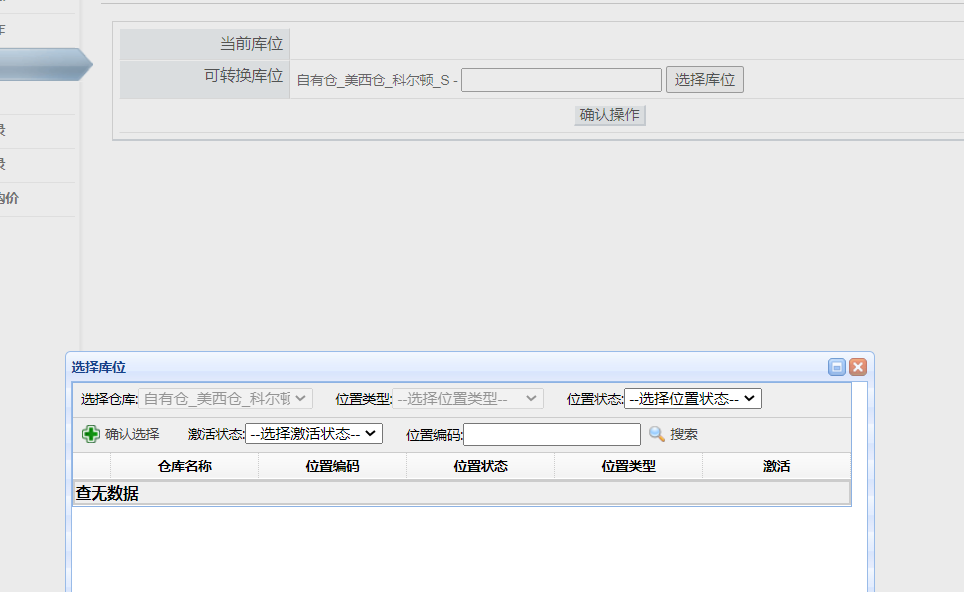 当前库位
可转换库位 自有仓_美西仓_科尔顿_S - 选择库位
确认操作
购价
选择库位
选择仓库: 自有仓_美西仓_科尔顿 位置类型: --选择位置类型-- 位置状态: --选择位置状态--
确认选择 激活状态: --选择激活状态-- 位置编码: 搜索
仓库名称 位置编码 位置状态 位置类型 激活
查无数据